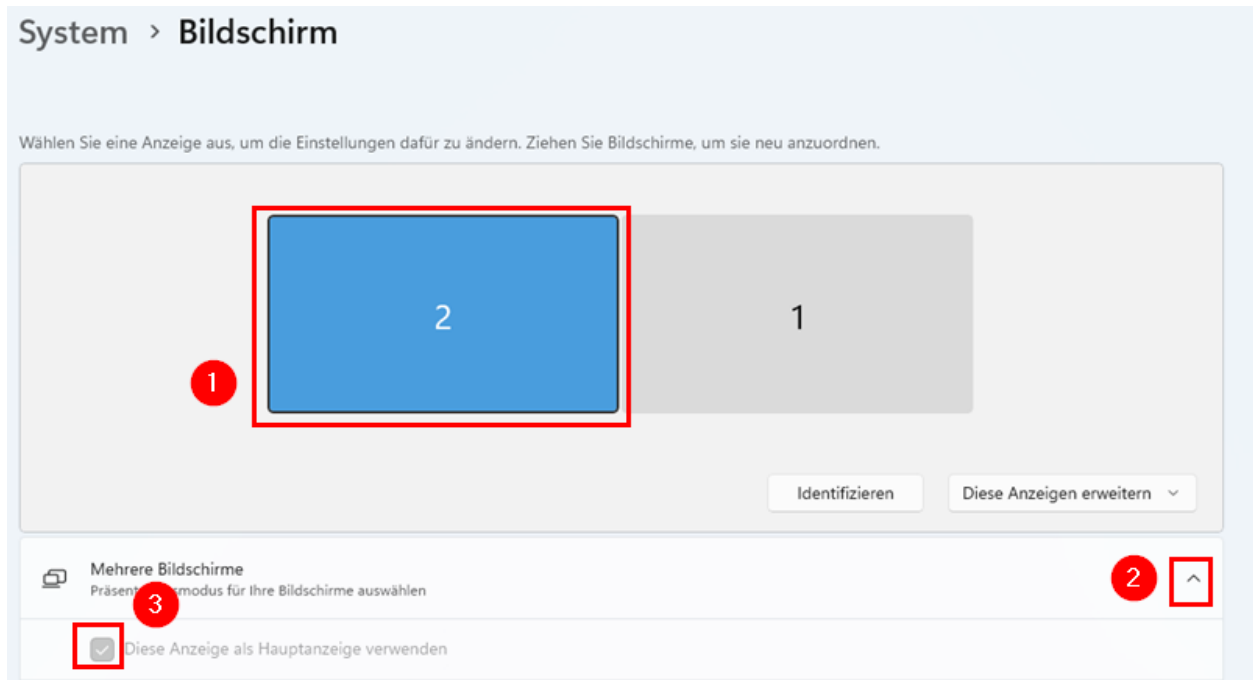 System > Bildschirm
Wählen Sie eine Anzeige aus, um die Einstellungen dafür zu ändern. Ziehen Sie Bildschirme, um sie neu anzuordnen.
2
1
1
Identifizieren
Diese Anzeigen erweitern
Mehrere Bildschirme
2
für Ihre Bildschirme auswählen
3
Diese Anzeige als Hauptanzeige verwenden